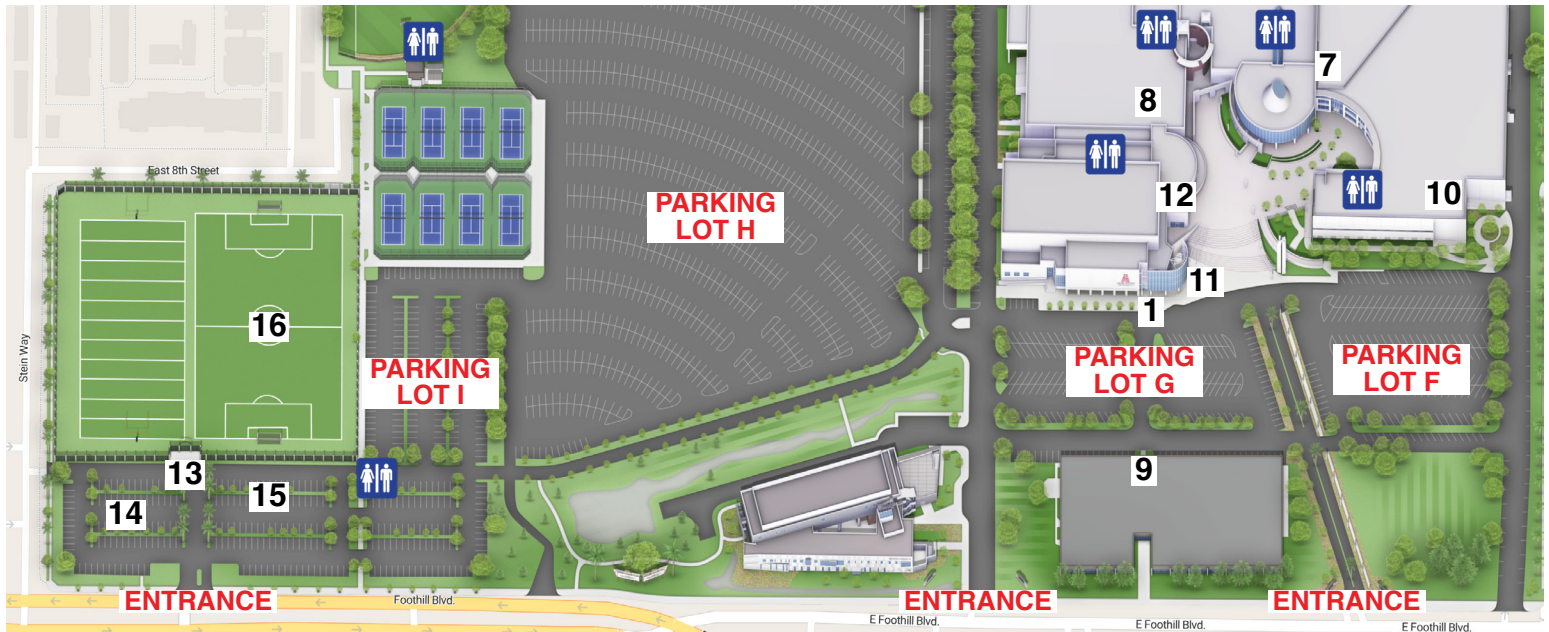 7
8
East 8th Street
12
10
PARKING
LOT H
11
1
16
Stein Way
PARKING
LOT I
PARKING
LOT G
PARKING
LOT F
13
9
15
14
ENTRANCE
Foothill Blvd.
ENTRANCE
ENTRANCE
E Foothill Blvd.
E Foothill Blvd.
E Foothill Blvd.